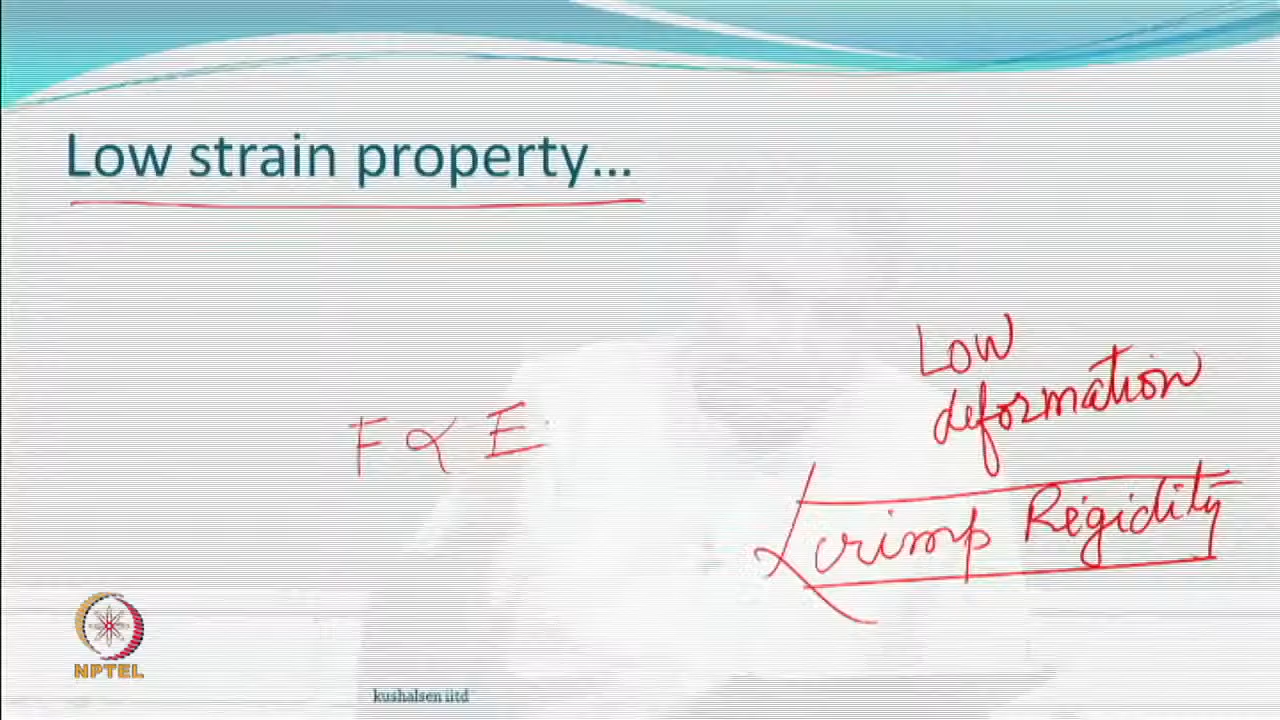 Low strain property...
Low
deformation
F ∝ E
∝ crimp Rigidity
NPTEL
kushalsen iitd